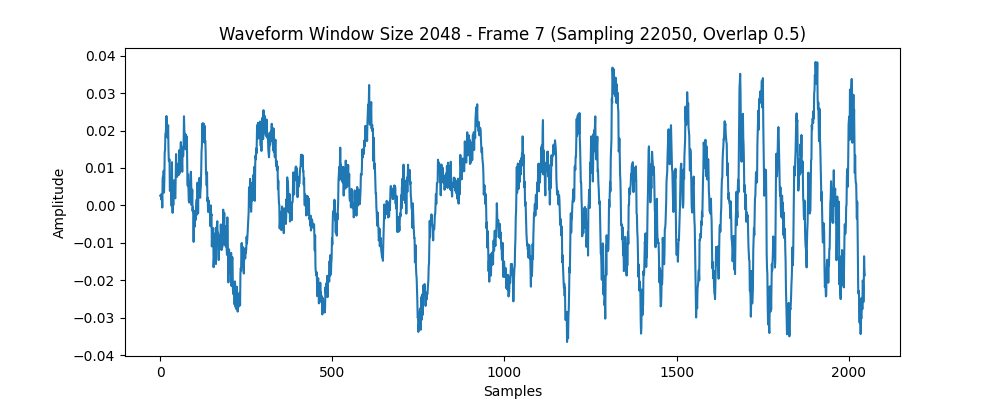 Waveform Window Size 2048 - Frame 7 (Sampling 22050, Overlap 0.5)
0.04
0.03
0.02
0.01
0.00
−0.01
−0.02
−0.03
−0.04
Amplitude
0 500 1000 1500 2000
Samples